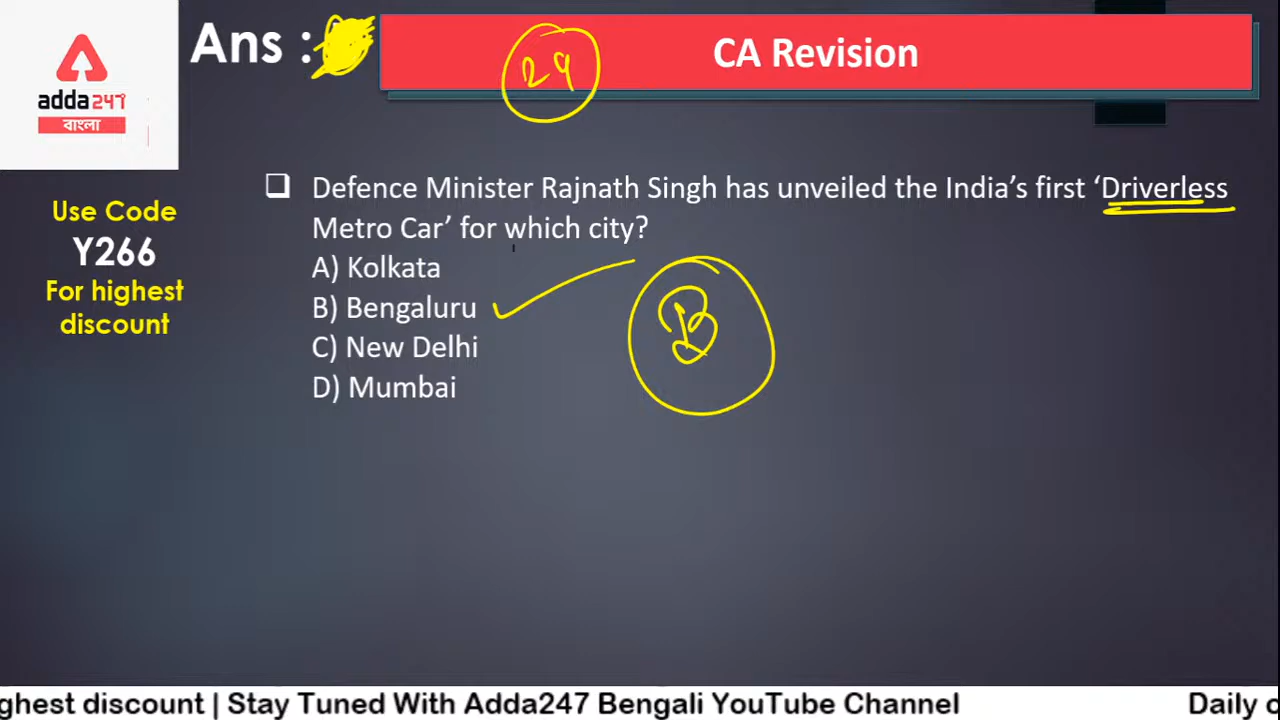 Ans :
CA Revision
29
adda247
বাংলা
Use Code
Y266
For highest
discount
❑ Defence Minister Rajnath Singh has unveiled the India’s first ‘Driverless
Metro Car’ for which city?
A) Kolkata
B) Bengaluru
C) New Delhi
D) Mumbai
B
ghest discount | Stay Tuned With Adda247 Bengali YouTube Channel
Daily